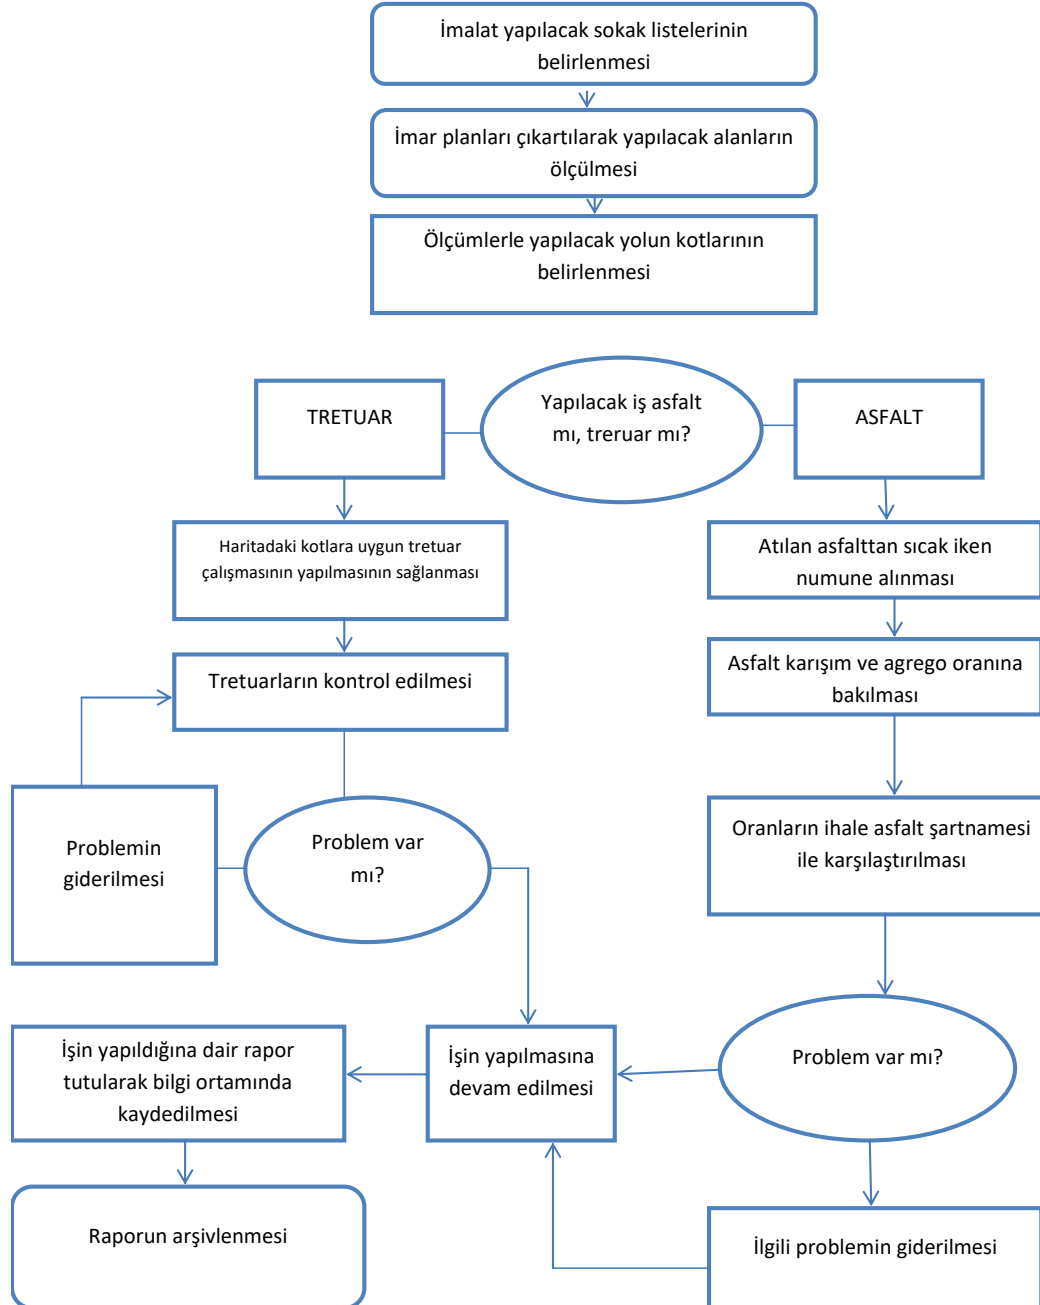 İmalat yapılacak sokak listelerinin
belirlenmesi
İmar planları çıkartılarak yapılacak alanların
ölçülmesi
Ölçümlerle yapılacak yolun kotlarının
belirlenmesi
TRETUAR
Yapılacak iş asfalt
mı, treruar mı?
ASFALT
Haritadaki kotlara uygun tretuar
çalışmasının yapılmasının sağlanması
Atılan asfalttan sıcak iken
numune alınması
Tretuarların kontrol edilmesi
Asfalt karışım ve agrego oranına
bakılması
Problemin
giderilmesi
Problem var
mı?
Oranların ihale asfalt şartnamesi
ile karşılaştırılması
İşin yapıldığına dair rapor
tutularak bilgi ortamında
kaydedilmesi
İşin yapılmasına
devam edilmesi
Problem var mı?
Raporun arşivlenmesi
İlgili problemin giderilmesi